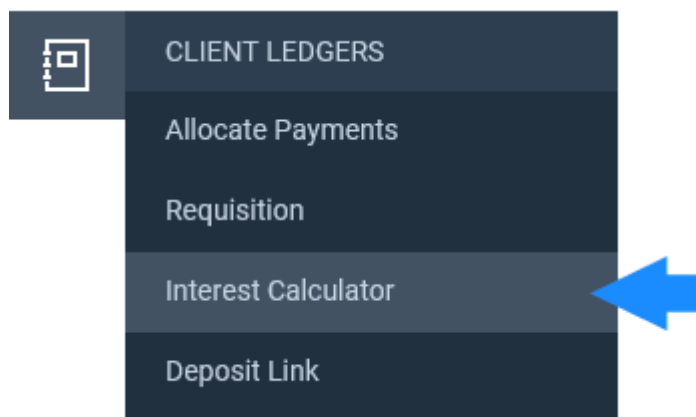 CLIENT LEDGERS
Allocate Payments
Requisition
Interest Calculator
Deposit Link